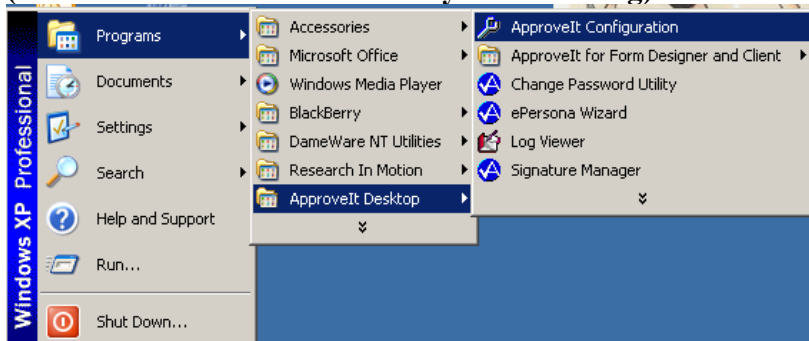 Windows XP Professional
Programs
Documents
Settings
Search
Help and Support
Run...
Shut Down...
Accessories
Microsoft Office
Windows Media Player
BlackBerry
DameWare NT Utilities
Research In Motion
ApproveIt Desktop
ApproveIt Configuration
ApproveIt for Form Designer and Client
Change Password Utility
ePersona Wizard
Log Viewer
Signature Manager